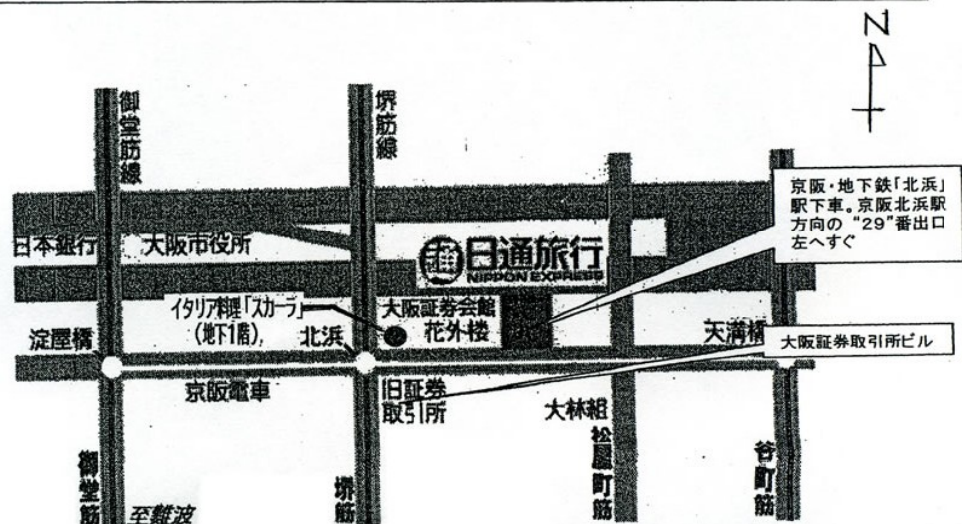 N
御堂筋線
堺筋線
京阪・地下鉄「北浜」
駅下車。京阪北浜駅
方向の "29"番出口
左へすぐ
日本銀行
大阪市役所
日通旅行
NIPPON EXPRESS
イタリア料理「スカーラ」
(地下1階)
大阪証券会館
花外楼
淀屋橋
北浜
天満橋
大阪証券取引所ビル
京阪電車
旧証券
取引所
大林組
御堂筋
至難波
堺筋
松屋町筋
谷町筋